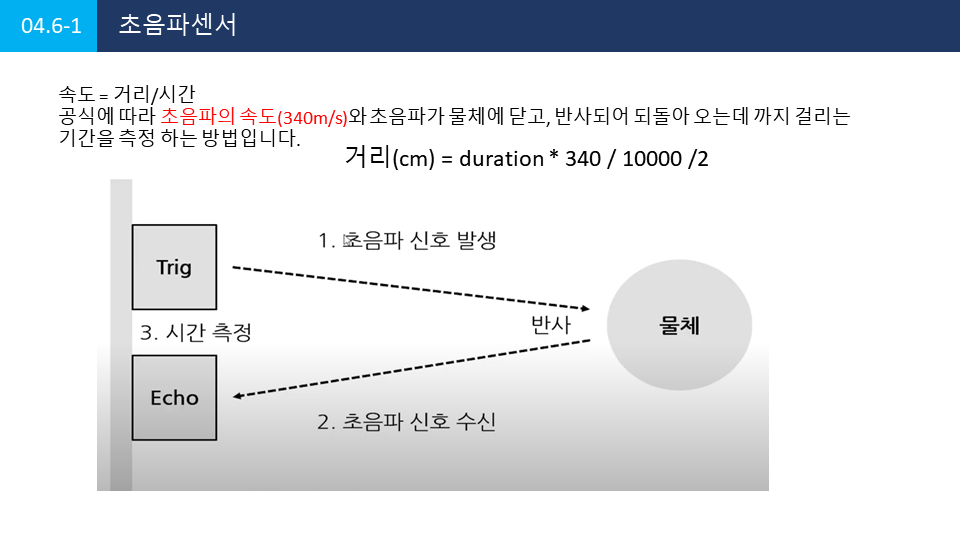 04.6-1 초음파센서
속도 = 거리/시간
공식에 따라 초음파의 속도(340m/s)와 초음파가 물체에 닿고, 반사되어 되돌아 오는데 까지 걸리는
기간을 측정 하는 방법입니다.
거리(cm) = duration * 340 / 10000 /2
1. 초음파 신호 발생
Trig
반사
물체
3. 시간 측정
Echo
2. 초음파 신호 수신